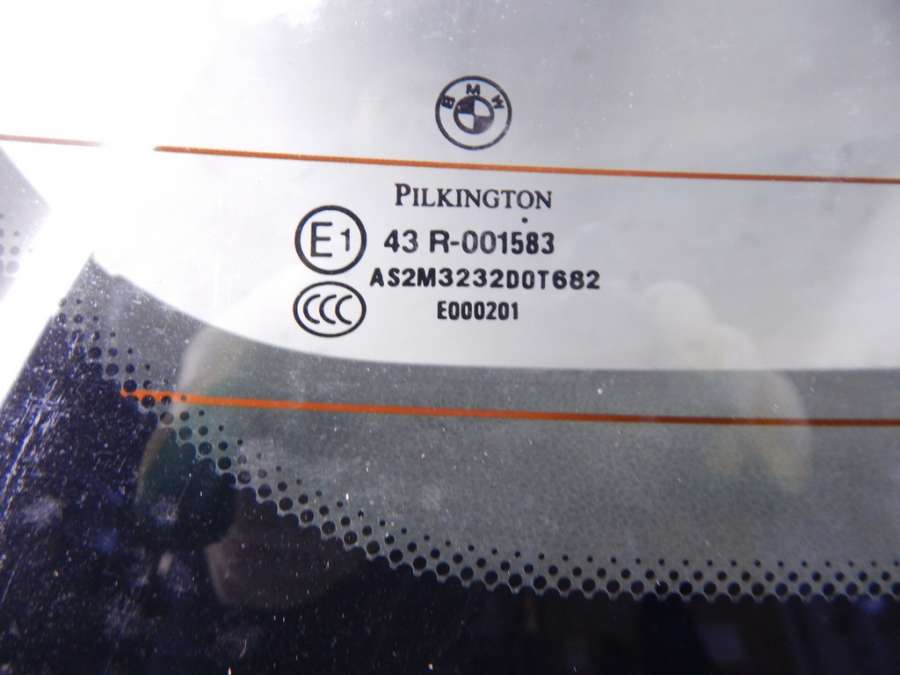 BMW
PILKINGTON
E1 43 R-001583
AS2M3232D0T682
CCC E000201